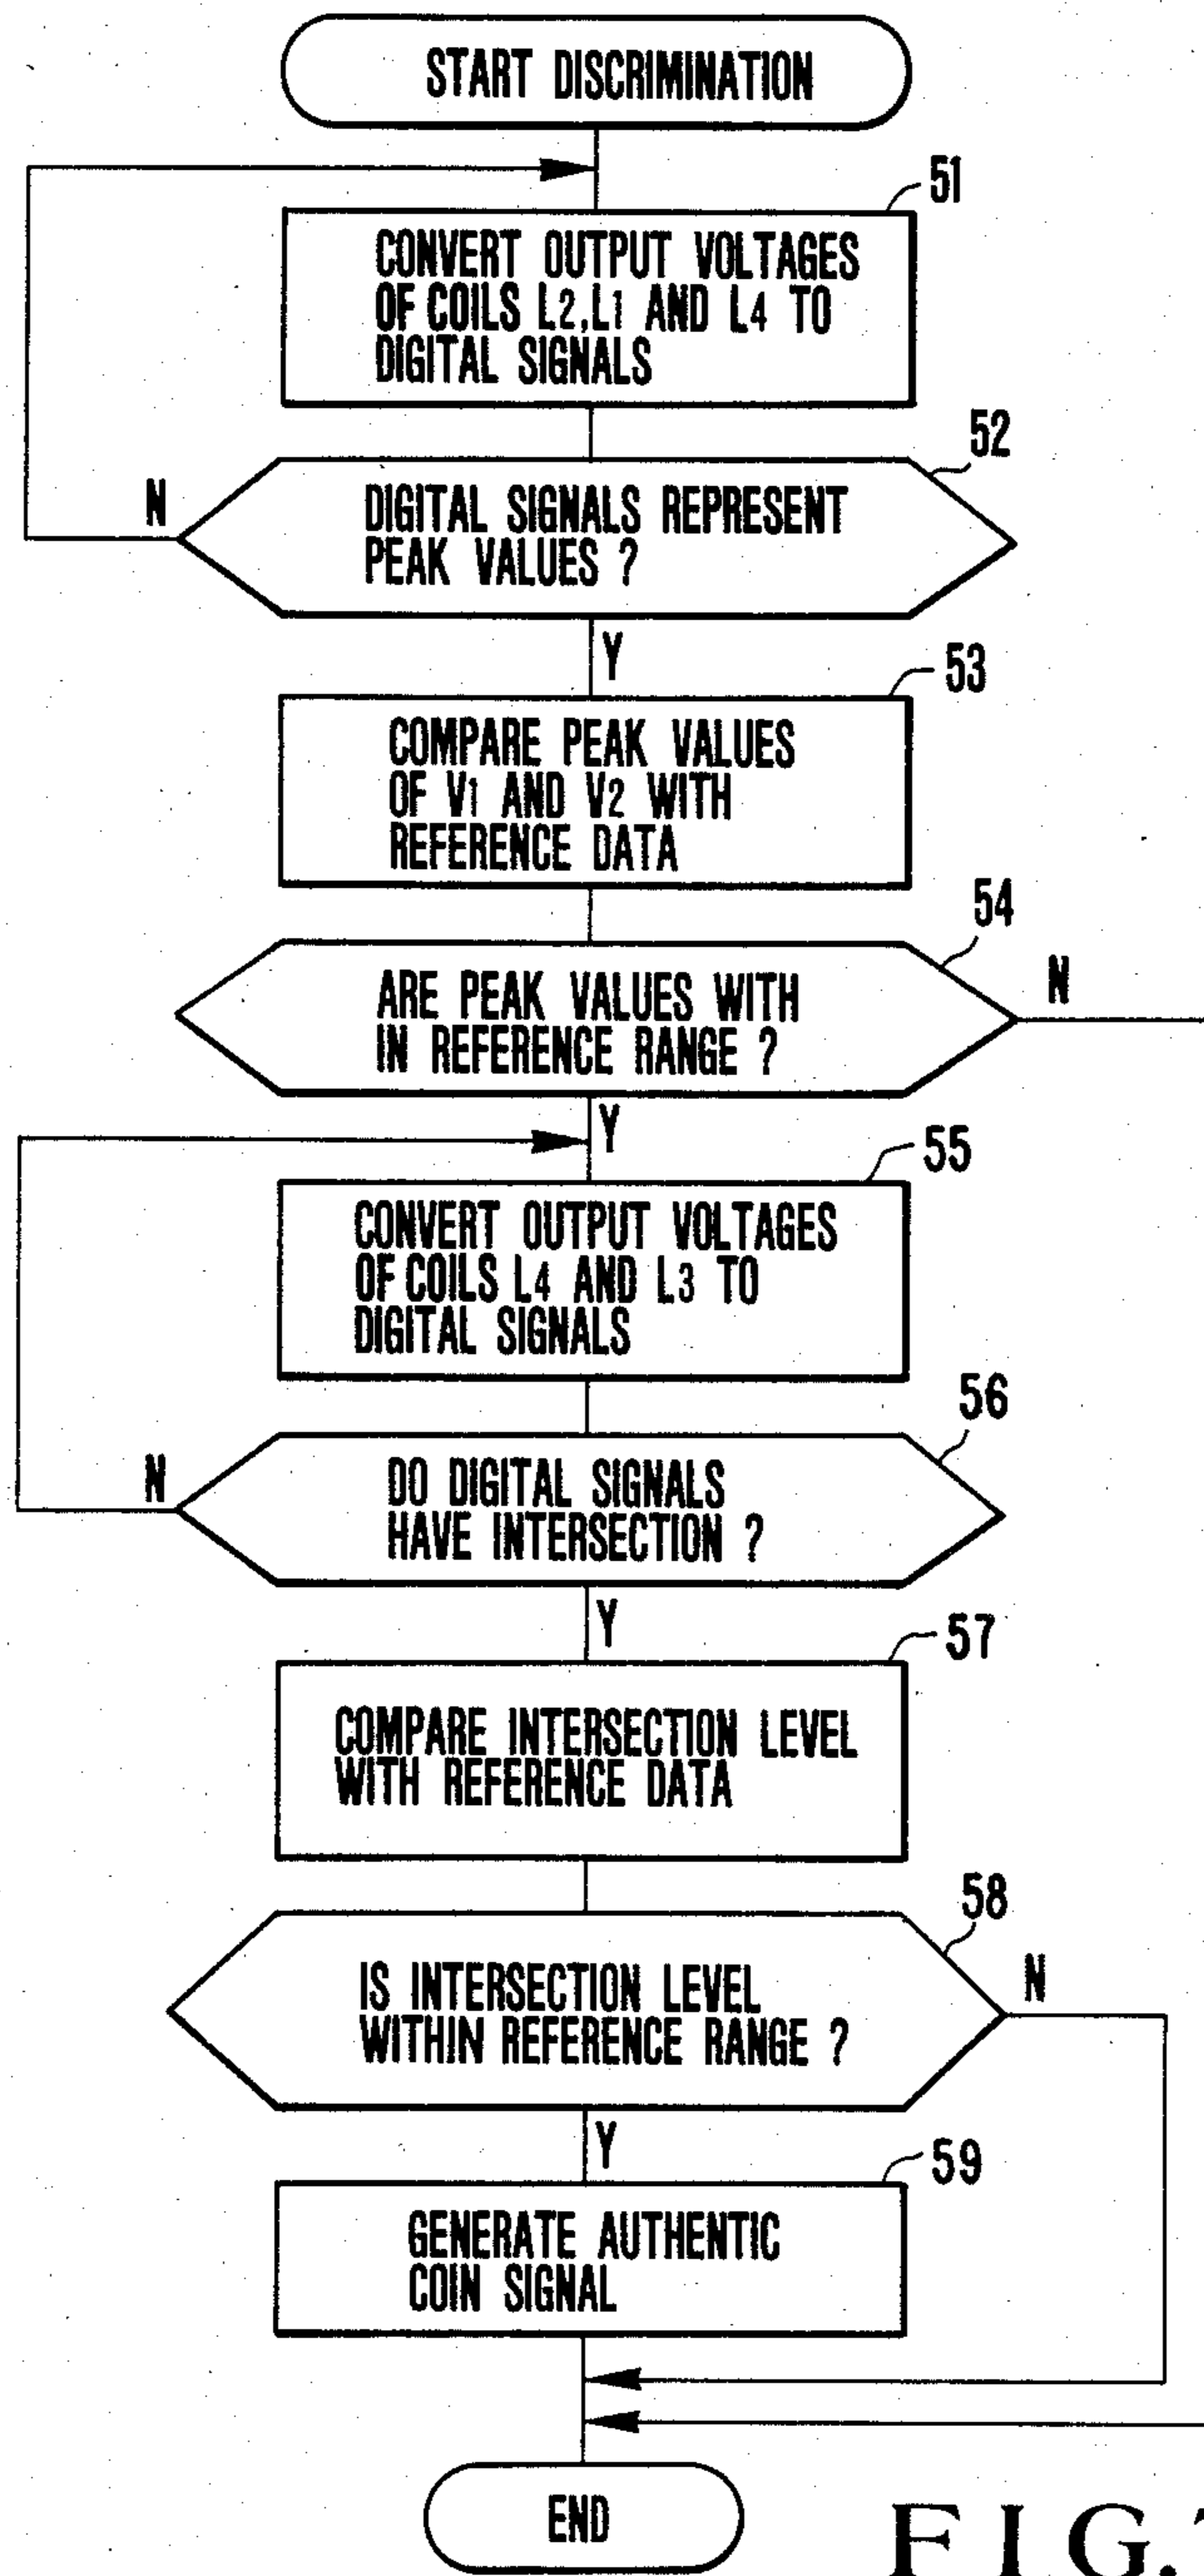 START DISCRIMINATION
51
CONVERT OUTPUT VOLTAGES
OF COILS L2,L1 AND L4 TO
DIGITAL SIGNALS
52
N
DIGITAL SIGNALS REPRESENT
PEAK VALUES ?
Y
53
COMPARE PEAK VALUES
OF V1 AND V2 WITH
REFERENCE DATA
54
ARE PEAK VALUES WITH
IN REFERENCE RANGE ?
N
Y
55
CONVERT OUTPUT VOLTAGES
OF COILS L4 AND L3 TO
DIGITAL SIGNALS
56
N
DO DIGITAL SIGNALS
HAVE INTERSECTION ?
Y
57
COMPARE INTERSECTION LEVEL
WITH REFERENCE DATA
58
IS INTERSECTION LEVEL
WITHIN REFERENCE RANGE ?
N
Y
59
GENERATE AUTHENTIC
COIN SIGNAL
END
FIG.